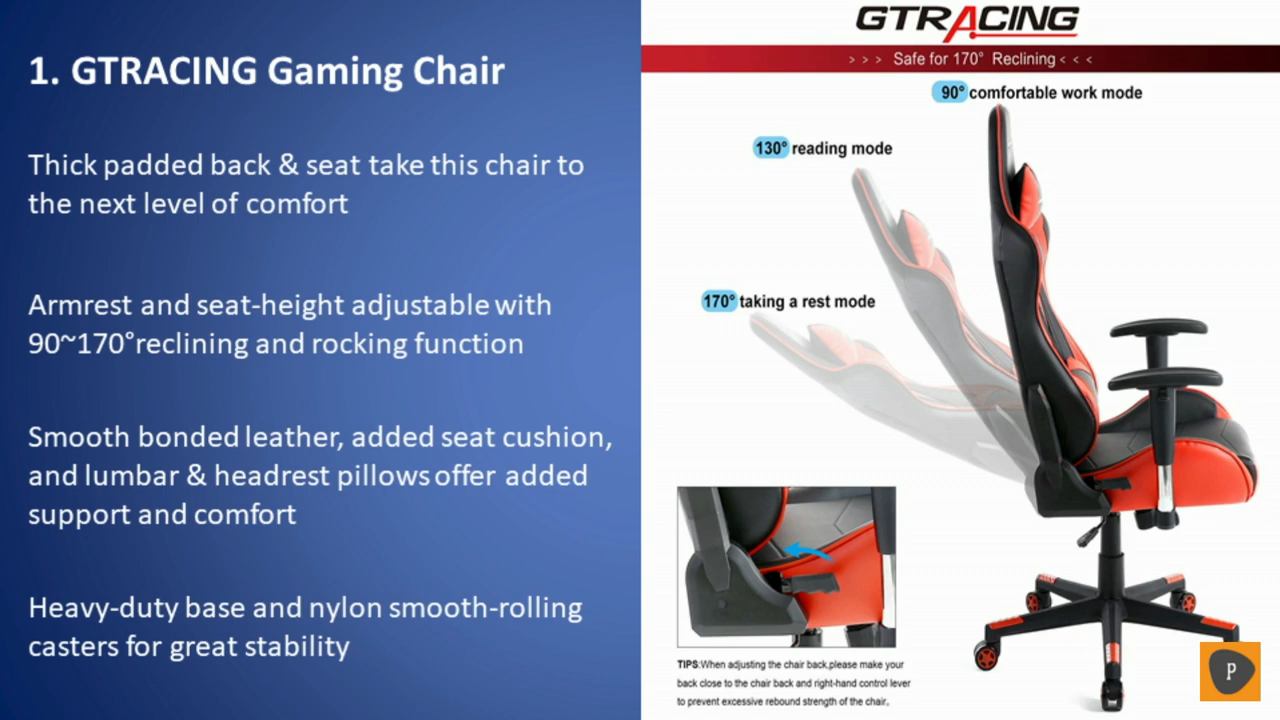 1. GTRACING Gaming Chair
Thick padded back & seat take this chair to
the next level of comfort
Armrest and seat-height adjustable with
90~170°reclining and rocking function
Smooth bonded leather, added seat cushion,
and lumbar & headrest pillows offer added
support and comfort
Heavy-duty base and nylon smooth-rolling
casters for great stability
GTRACING
> > > Safe for 170° Reclining < < <
90° comfortable work mode
130° reading mode
170° taking a rest mode
TIPS:When adjusting the chair back,please make your
back close to the chair back and right-hand control lever
to prevent excessive rebound strength of the chair.
P